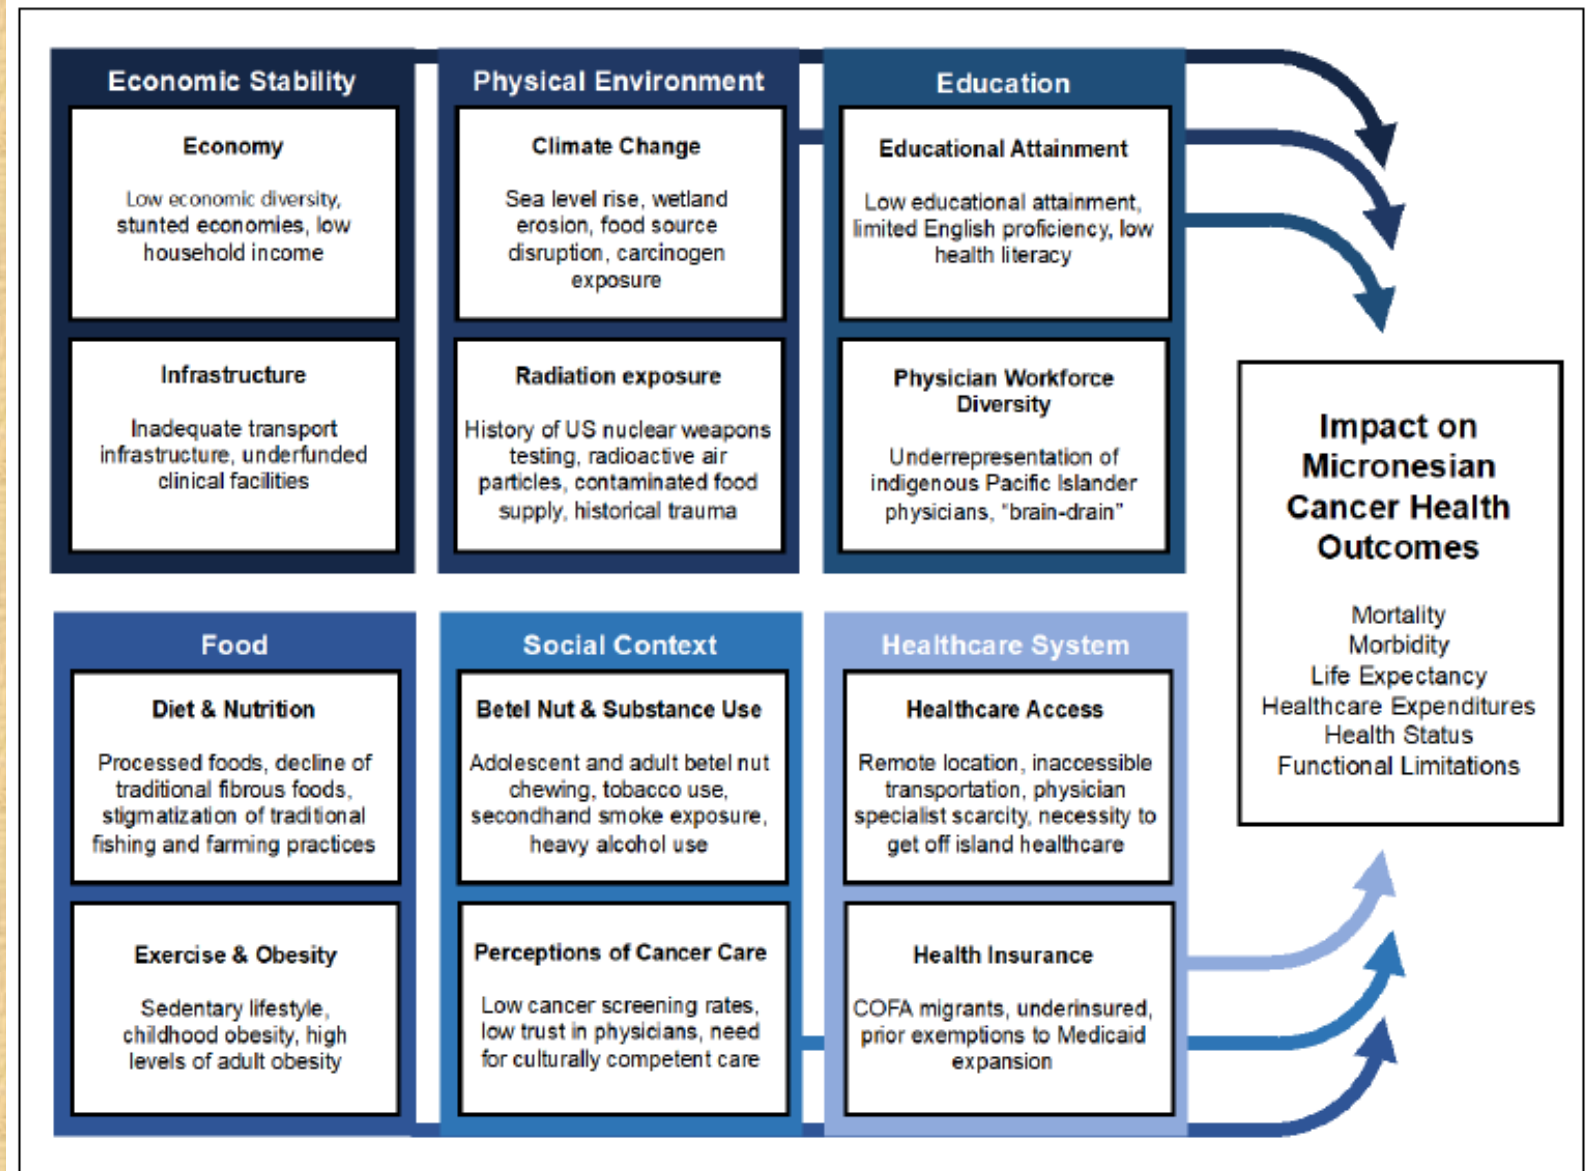 Economic Stability
Economy
Low economic diversity,
stunted economies, low
household income
Infrastructure
Inadequate transport
infrastructure, underfunded
clinical facilities
Physical Environment
Climate Change
Sea level rise, wetland
erosion, food source
disruption, carcinogen
exposure
Radiation exposure
History of US nuclear weapons
testing, radioactive air
particles, contaminated food
supply, historical trauma
Education
Educational Attainment
Low educational attainment,
limited English proficiency, low
health literacy
Physician Workforce
Diversity
Underrepresentation of
indigenous Pacific Islander
physicians, “brain-drain”
Food
Diet & Nutrition
Processed foods, decline of
traditional fibrous foods,
stigmatization of traditional
fishing and farming practices
Exercise & Obesity
Sedentary lifestyle,
childhood obesity, high
levels of adult obesity
Social Context
Betel Nut & Substance Use
Adolescent and adult betel nut
chewing, tobacco use,
secondhand smoke exposure,
heavy alcohol use
Perceptions of Cancer Care
Low cancer screening rates,
low trust in physicians, need
for culturally competent care
Healthcare System
Healthcare Access
Remote location, inaccessible
transportation, physician
specialist scarcity, necessity to
get off island healthcare
Health Insurance
COFA migrants, underinsured,
prior exemptions to Medicaid
expansion
Impact on
Micronesian
Cancer Health
Outcomes
Mortality
Morbidity
Life Expectancy
Healthcare Expenditures
Health Status
Functional Limitations